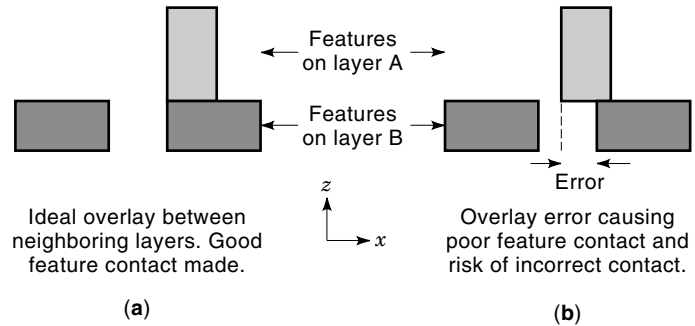 Features
on layer A
Features
on layer B
Error
z
x
Ideal overlay between
neighboring layers. Good
feature contact made.
(a)
Overlay error causing
poor feature contact and
risk of incorrect contact.
(b)